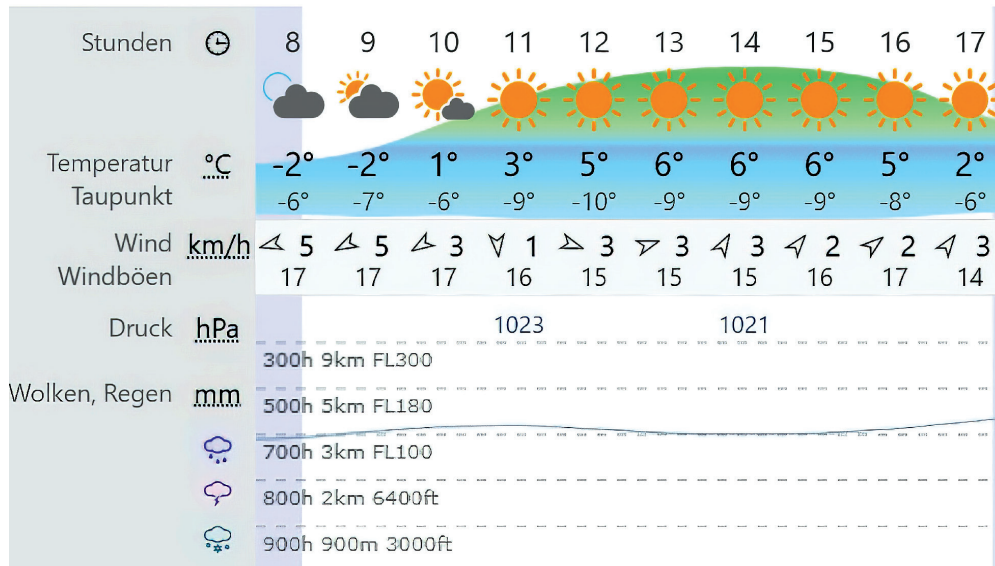 Stunden 8 9 10 11 12 13 14 15 16 17
Temperatur °C -2° -2° 1° 3° 5° 6° 6° 6° 5° 2°
Taupunkt -6° -7° -6° -9° -10° -9° -9° -9° -8° -6°
Wind km/h 5 5 3 1 3 3 3 2 2 3
Windböen 17 17 17 16 15 15 15 16 17 14
Druck hPa 1023 1021
300h 9km FL300
Wolken, Regen mm
500h 5km FL180
700h 3km FL100
800h 2km 6400ft
900h 900m 3000ft